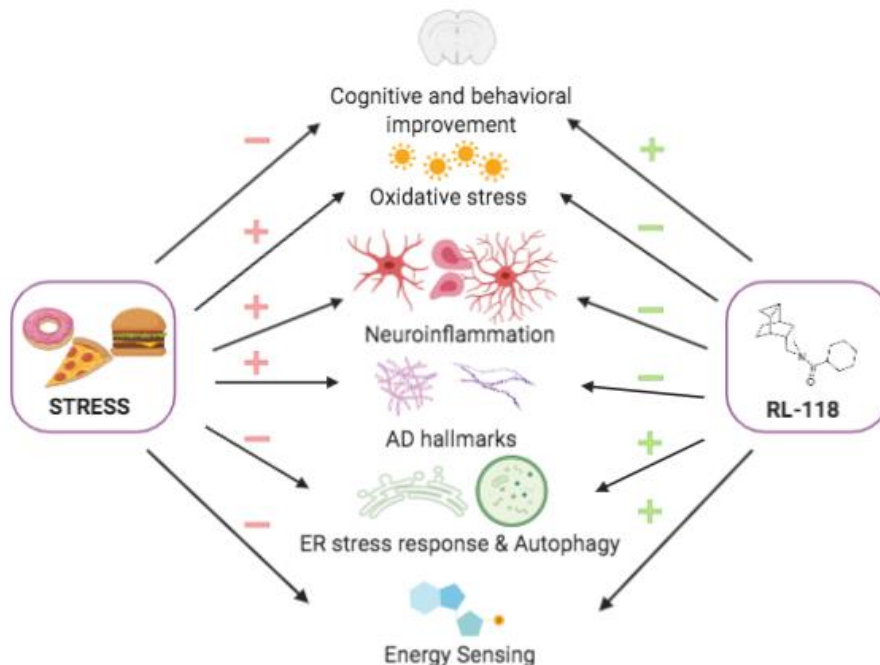 Cognitive and behavioral
improvement
−
+
Oxidative stress
+
−
+
−
Neuroinflammation
+
−
STRESS
N
O
RL-118
AD hallmarks
−
+
ER stress response & Autophagy
−
+
Energy Sensing